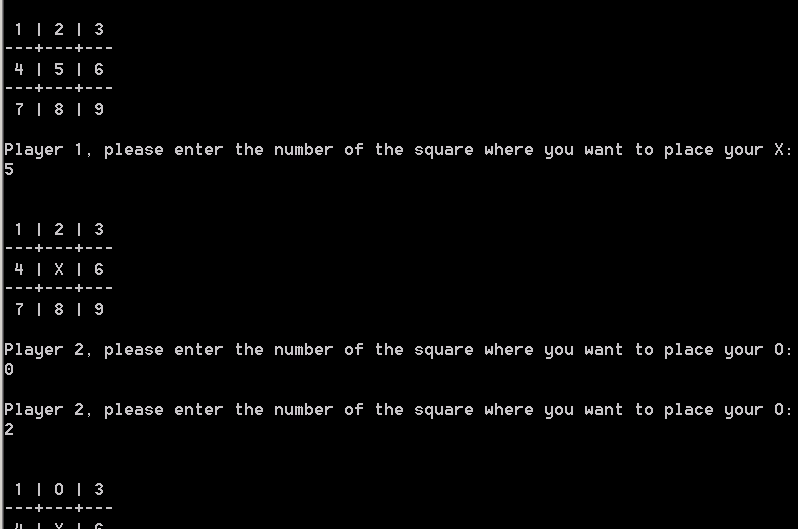 1 | 2 | 3
---+---+---
4 | 5 | 6
---+---+---
7 | 8 | 9
Player 1, please enter the number of the square where you want to place your X:
5
1 | 2 | 3
---+---+---
4 | X | 6
---+---+---
7 | 8 | 9
Player 2, please enter the number of the square where you want to place your O:
0
Player 2, please enter the number of the square where you want to place your O:
2
1 | O | 3
---+---+---
4 | X | 6